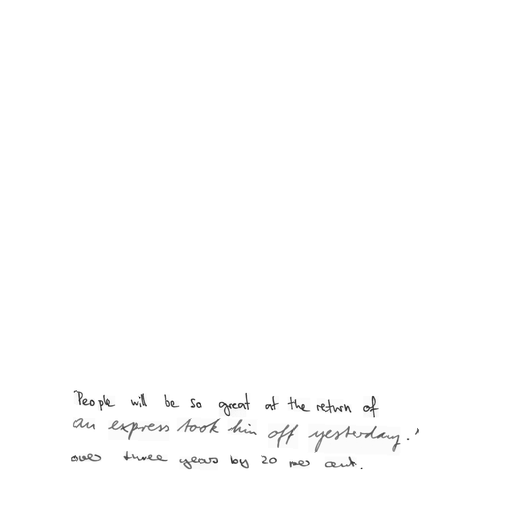 "People will be so great at the return of
an express took him off yesterday.'
over three years by 20 per cent.